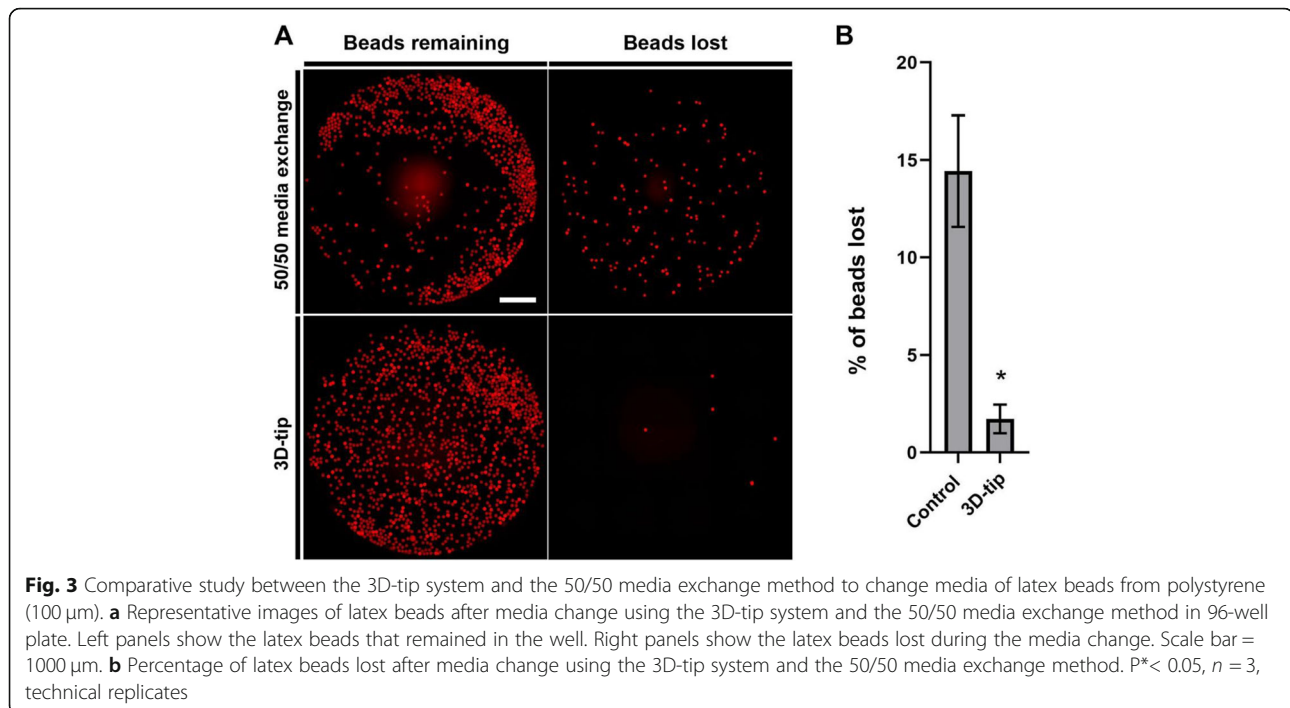 A
Beads remaining
Beads lost
50/50 media exchange
3D-tip
B
% of beads lost
20
15
10
5
0
*
Control
3D-tip
Fig. 3 Comparative study between the 3D-tip system and the 50/50 media exchange method to change media of latex beads from polystyrene
(100 μm). a Representative images of latex beads after media change using the 3D-tip system and the 50/50 media exchange method in 96-well
plate. Left panels show the latex beads that remained in the well. Right panels show the latex beads lost during the media change. Scale bar =
1000 μm. b Percentage of latex beads lost after media change using the 3D-tip system and the 50/50 media exchange method. P*< 0.05, n = 3,
technical replicates